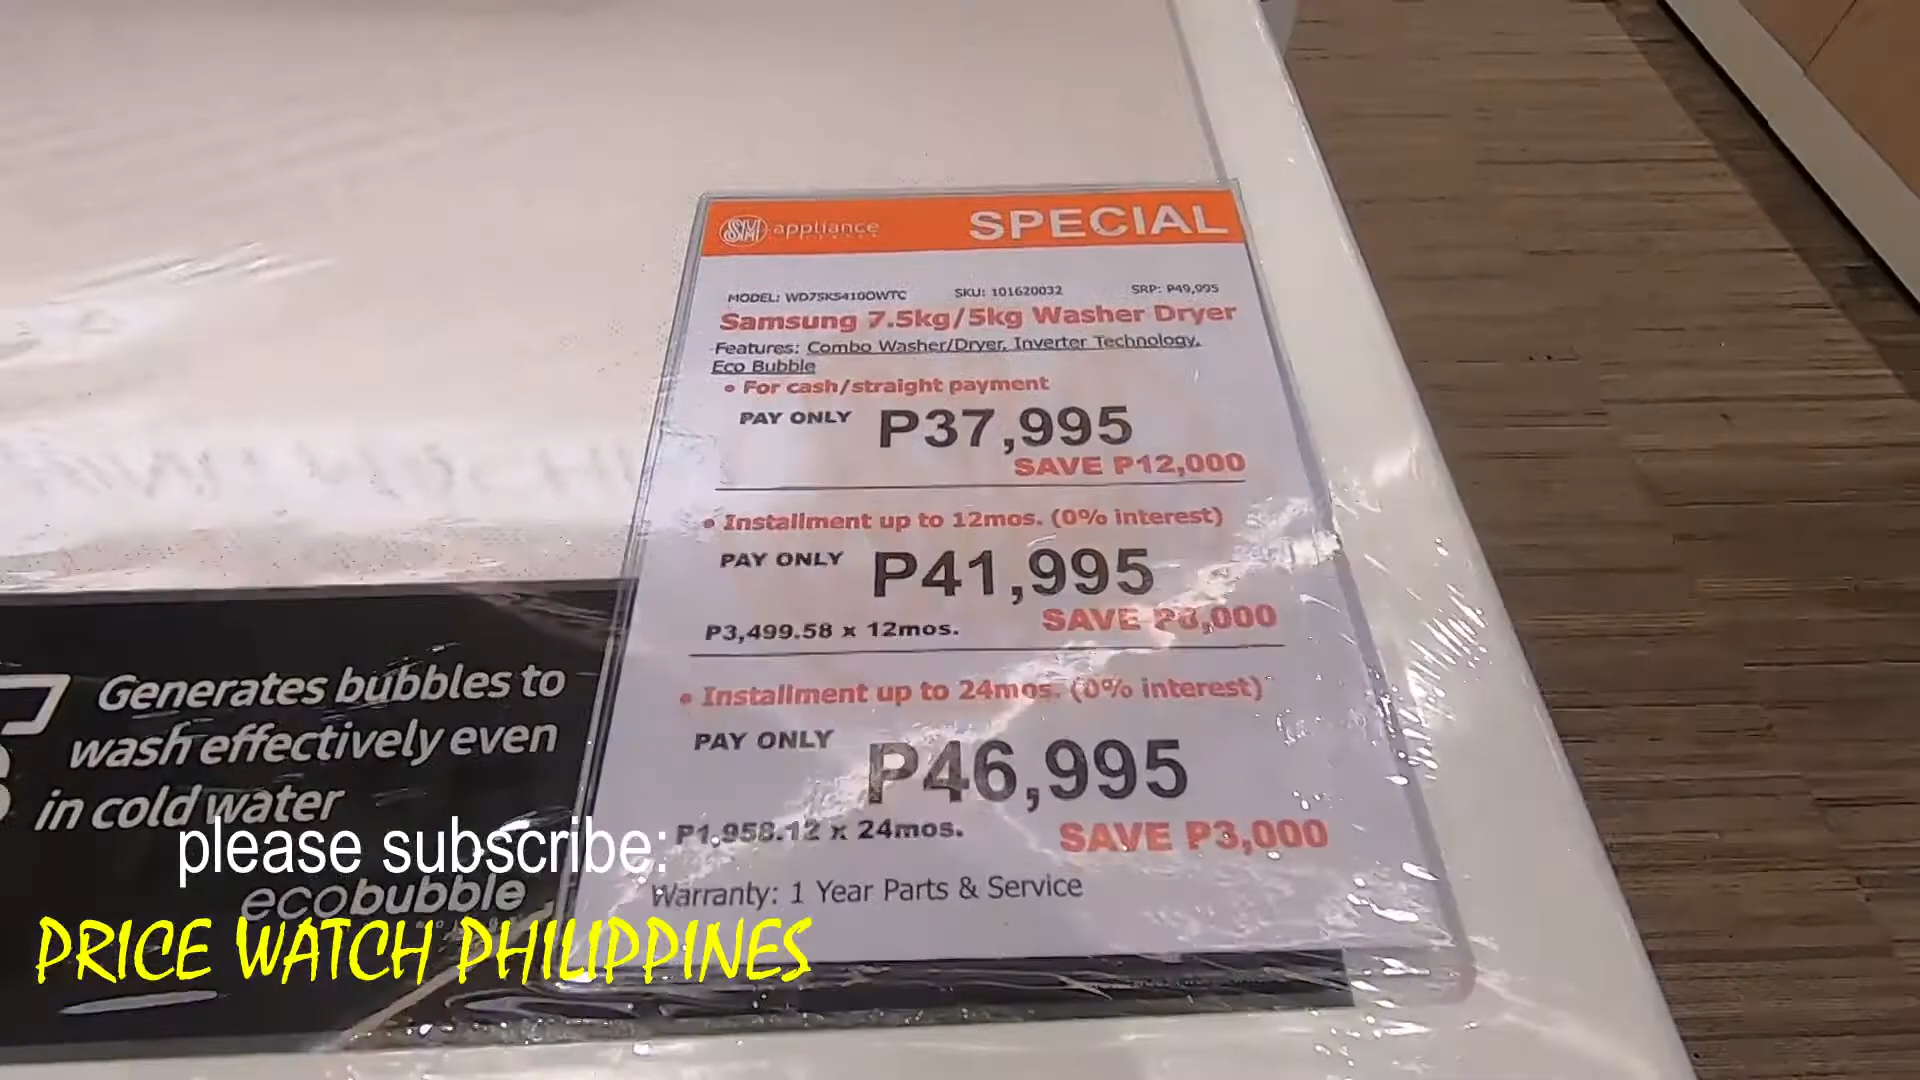 SM appliance SPECIAL
MODEL: WD75K5410OWTC SKU: 101620032 SRP: P49,995
Samsung 7.5kg/5kg Washer Dryer
Features: Combo Washer/Dryer, Inverter Technology,
Eco Bubble
• For cash/straight payment
PAY ONLY P37,995
SAVE P12,000
• Installment up to 12mos. (0% interest)
PAY ONLY P41,995
P3,499.58 x 12mos. SAVE P8,000
• Installment up to 24mos. (0% interest)
PAY ONLY P46,995
P1,958.12 x 24mos. SAVE P3,000
Warranty: 1 Year Parts & Service
Generates bubbles to
wash effectively even
in cold water
ecobubble
please subscribe:
PRICE WATCH PHILIPPINES